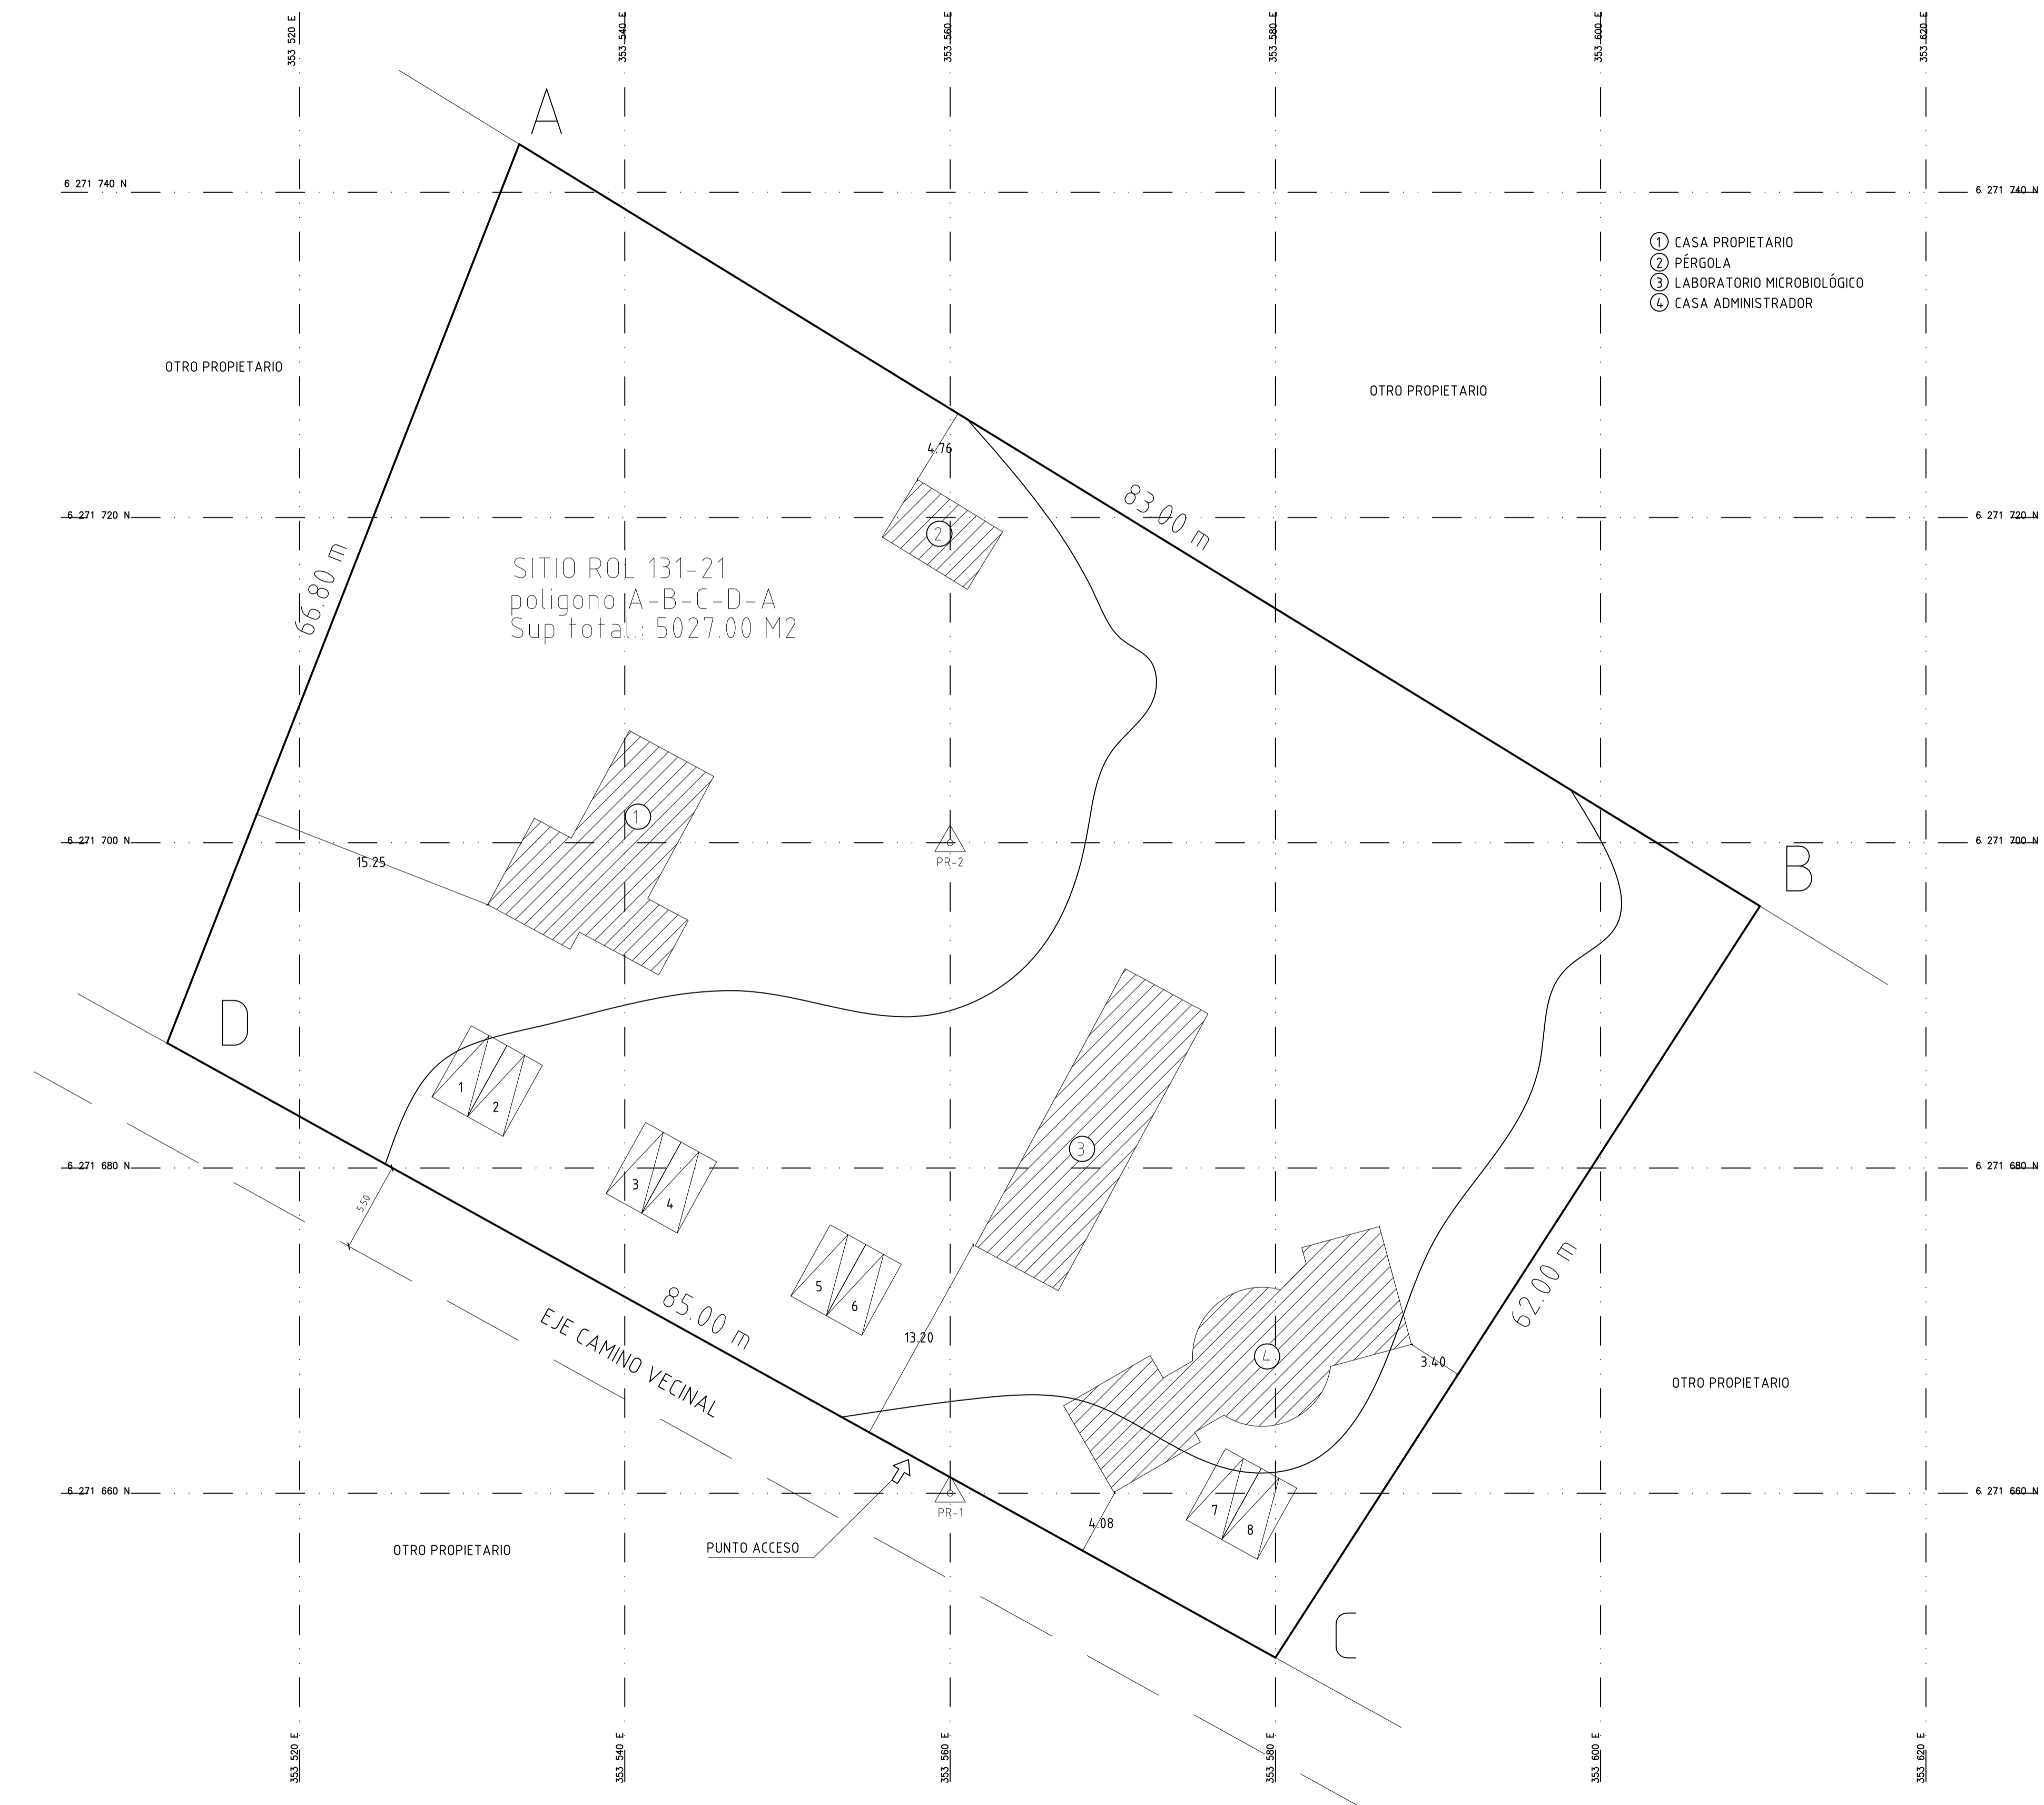 353 520 E
353 540 E
353 560 E
353 580 E
353 600 E
353 620 E
A
6 271 740 N
6 271 740 N
1 CASA PROPIETARIO
2 PÉRGOLA
3 LABORATORIO MICROBIOLÓGICO
4 CASA ADMINISTRADOR
OTRO PROPIETARIO
OTRO PROPIETARIO
4.76
83.00 m
6 271 720 N
6 271 720 N
2
66.80 m
SITIO ROL 131-21
poligono A-B-C-D-A
Sup total.: 5027.00 M2
1
6 271 700 N
6 271 700 N
15.25
PR-2
B
D
1
2
3
6 271 680 N
6 271 680 N
3
4
5.50
62.00 m
5
6
85.00 m
13.20
EJE CAMINO VECINAL
4
3.40
OTRO PROPIETARIO
6 271 660 N
6 271 660 N
PR-1
7
8
4.08
PUNTO ACCESO
OTRO PROPIETARIO
C
353 520 E
353 540 E
353 560 E
353 580 E
353 600 E
353 620 E